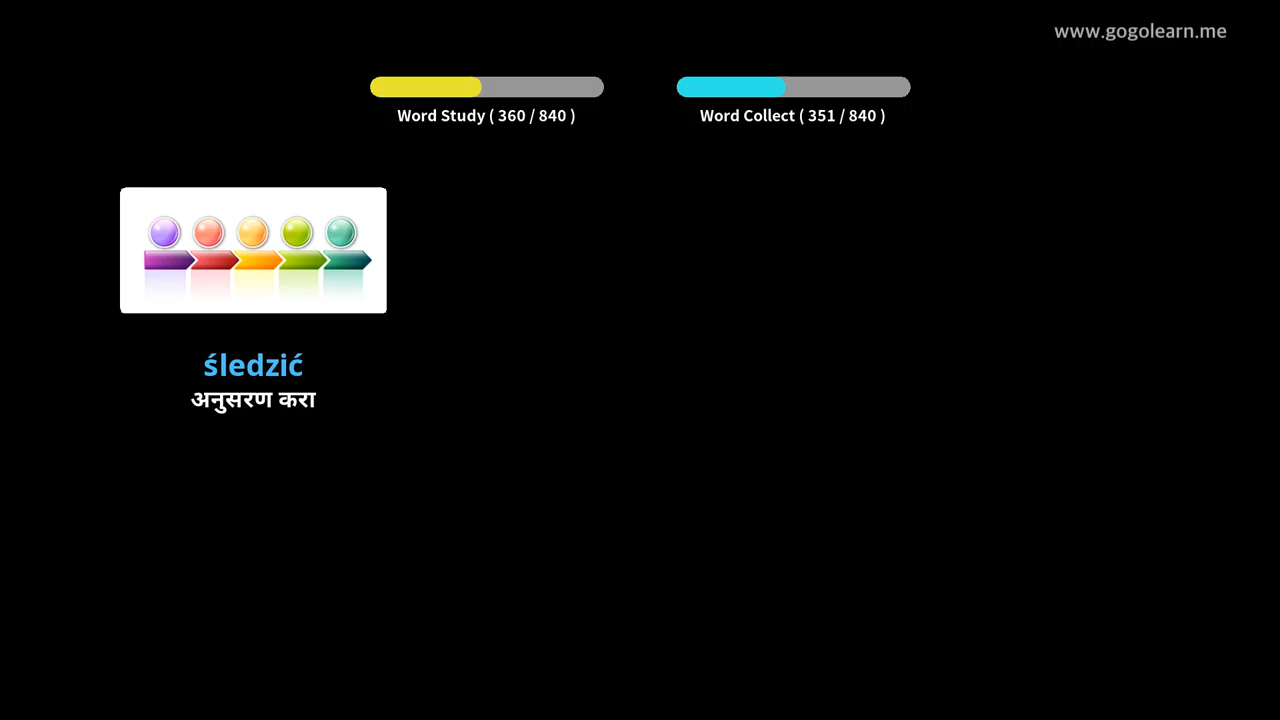 www.gogolearn.me
Word Study ( 360 / 840 )
Word Collect ( 351 / 840 )
śledzić
अनुसरण करा